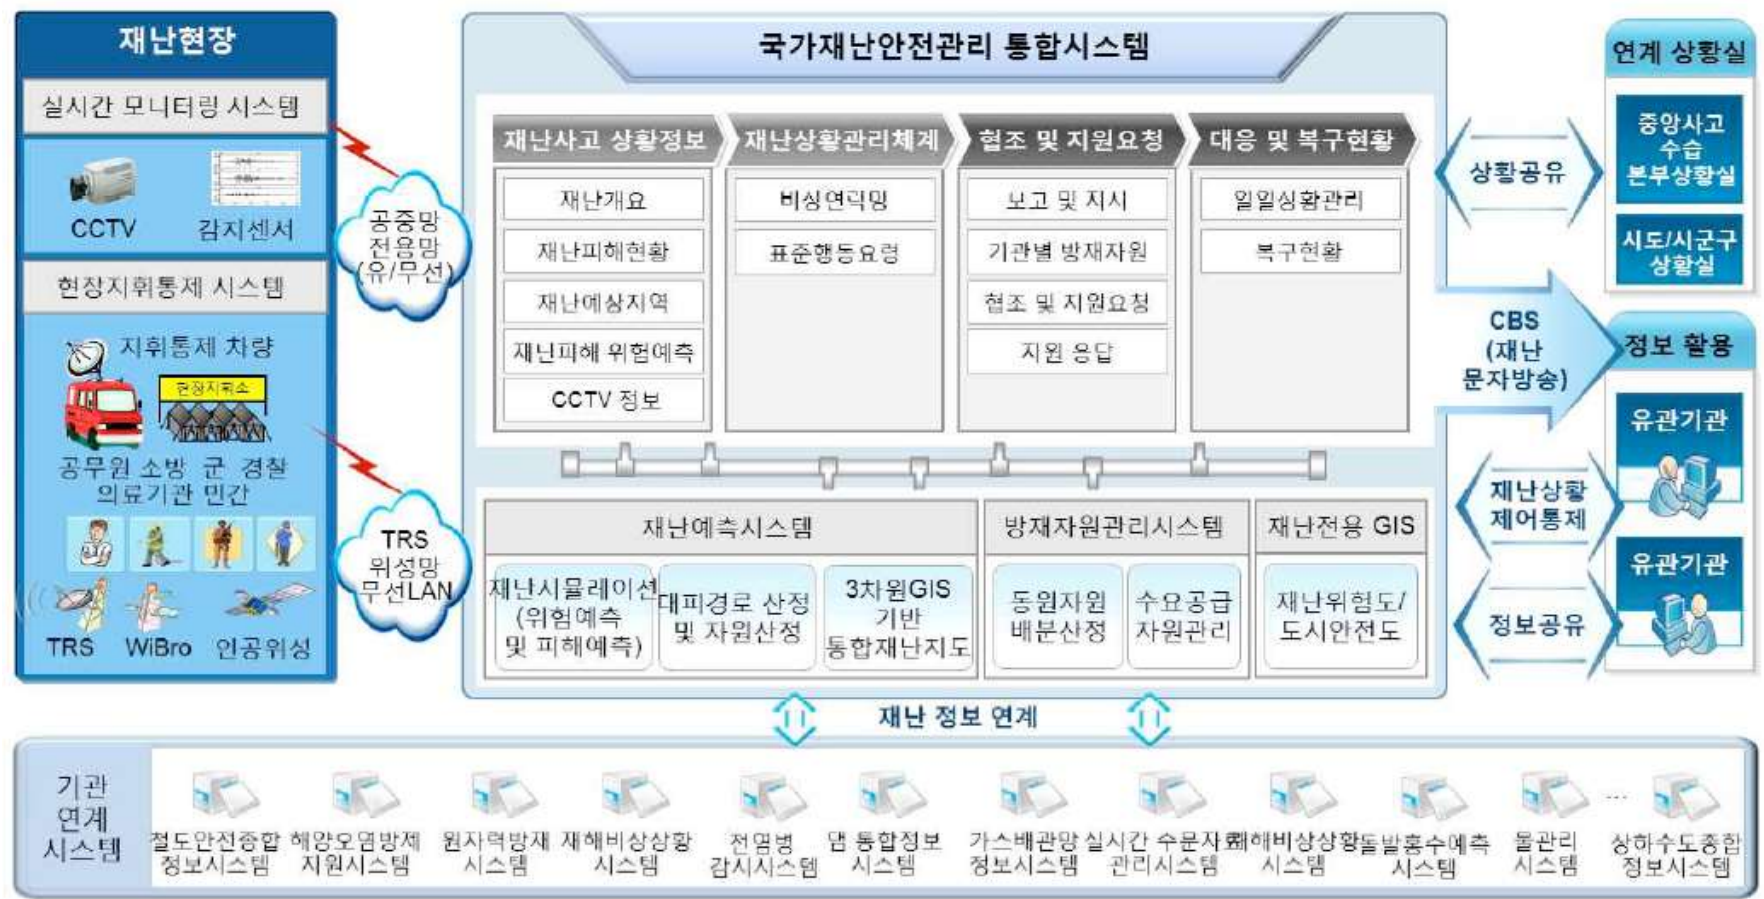 재난현장
실시간 모니터링 시스템
CCTV
감지센서
현장지휘통제 시스템
지휘통제 차량
현장지휘소
공무원 소방 군 경찰
의료기관 민간
TRS
WiBro
인공위성
공중망
전용망
(유/무선)
TRS
위성망
무선LAN
국가재난안전관리 통합시스템
재난사고 상황정보
재난개요
재난피해현황
재난예상지역
재난피해 위험예측
CCTV 정보
재난상황관리체계
비상연락망
표준행동요령
협조 및 지원요청
보고 및 지시
기관별 방재자원
협조 및 지원요청
지원 응답
대응 및 복구현황
일일상황관리
복구현황
재난예측시스템
재난시뮬레이션
(위험예측
및 피해예측)
대피경로 산정
및 자원산정
3차원GIS
기반
통합재난지도
방재자원관리시스템
동원자원
배분산정
수요공급
자원관리
재난전용 GIS
재난위험도/
도시안전도
상황공유
CBS
(재난
문자방송)
재난상황
제어통제
정보공유
연계 상황실
중앙사고
수습
본부상황실
시도/시군구
상황실
정보 활용
유관기관
유관기관
재난 정보 연계
기관
연계
시스템
철도안전종합
정보시스템
해양오염방제
지원시스템
원자력방재
시스템
재해비상상황
시스템
전염병
감시시스템
댐 통합정보
시스템
가스배관망
정보시스템
실시간 수문자료
관리시스템
재해비상상황
시스템
돌발홍수예측
시스템
물관리
시스템
...
상하수도종합
정보시스템